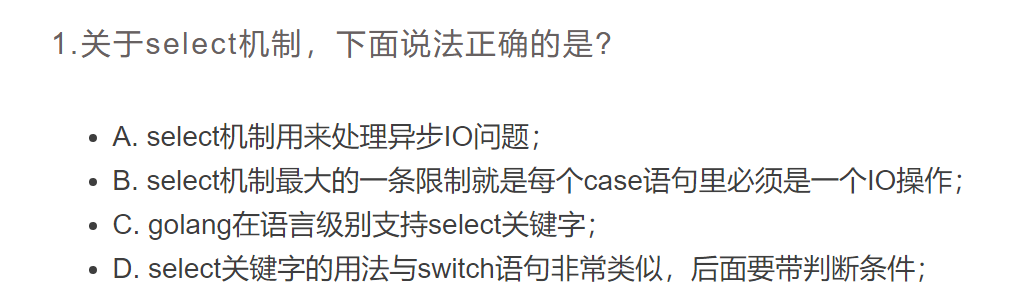 1.关于select机制，下面说法正确的是?
A. select机制用来处理异步IO问题；
B. select机制最大的一条限制就是每个case语句里必须是一个IO操作；
C. golang在语言级别支持select关键字；
D. select关键字的用法与switch语句非常类似，后面要带判断条件；